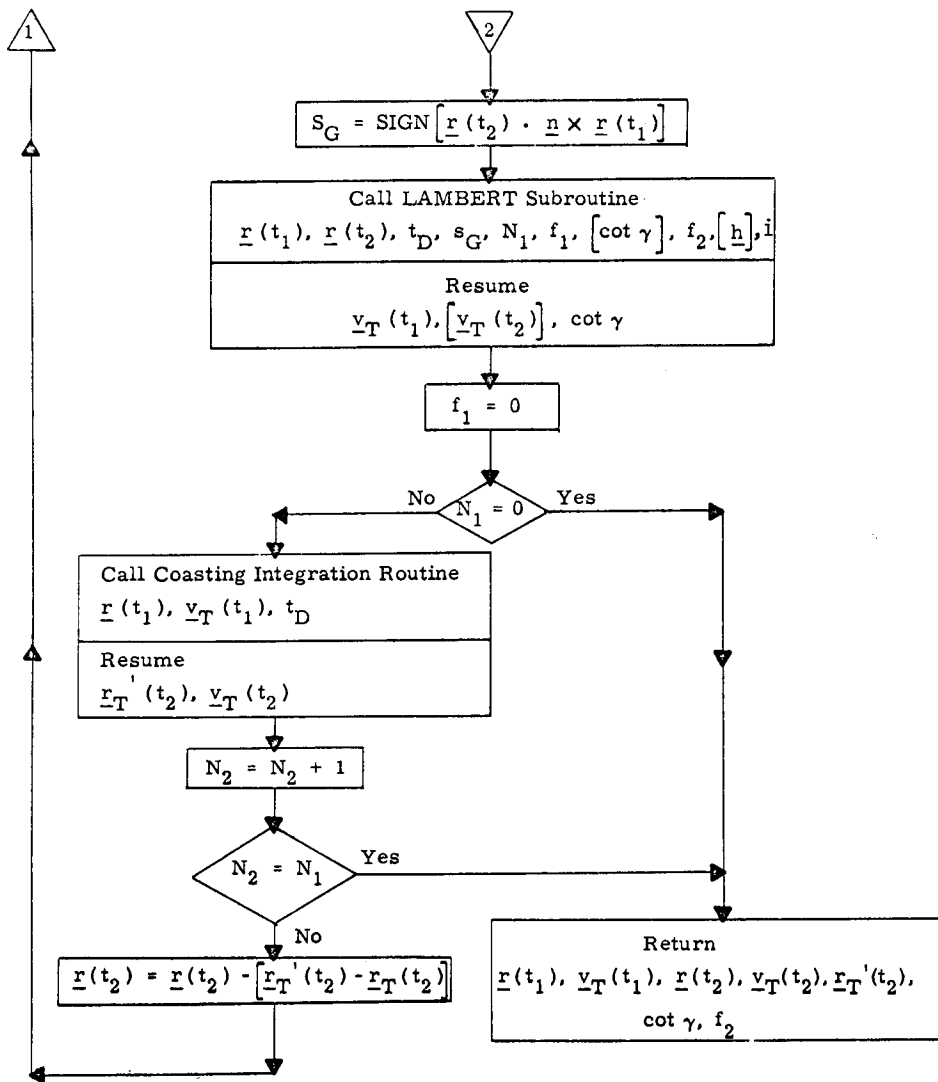 1
2
S_G = SIGN [r(t_2) · n × r(t_1)]
Call LAMBERT Subroutine
r(t_1), r(t_2), t_D, s_G, N_1, f_1, [cot γ], f_2, [h], i
Resume
v_T(t_1), [v_T(t_2)], cot γ
f_1 = 0
No
N_1 = 0
Yes
Call Coasting Integration Routine
r(t_1), v_T(t_1), t_D
Resume
r_T'(t_2), v_T(t_2)
N_2 = N_2 + 1
N_2 = N_1
Yes
No
r(t_2) = r(t_2) - [r_T'(t_2) - r_T(t_2)]
Return
r(t_1), v_T(t_1), r(t_2), v_T(t_2), r_T'(t_2),
cot γ, f_2